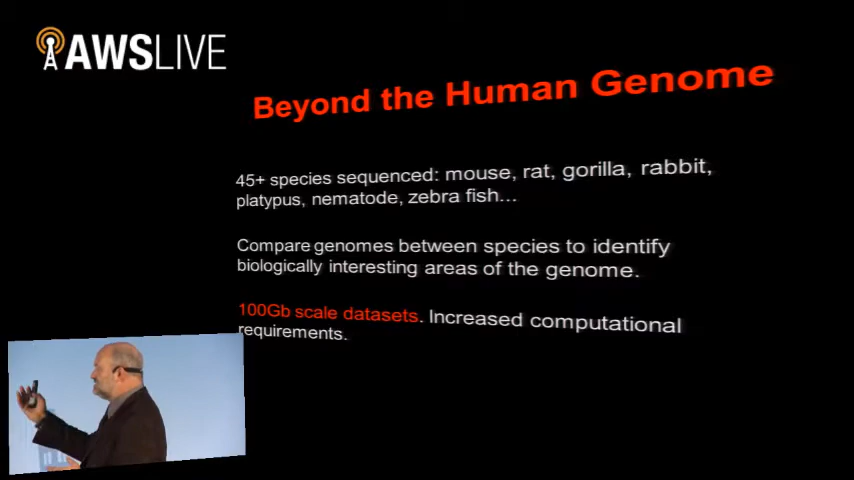 AWSLIVE
Beyond the Human Genome
45+ species sequenced: mouse, rat, gorilla, rabbit,
platypus, nematode, zebra fish...
Compare genomes between species to identify
biologically interesting areas of the genome.
100Gb scale datasets. Increased computational
requirements.